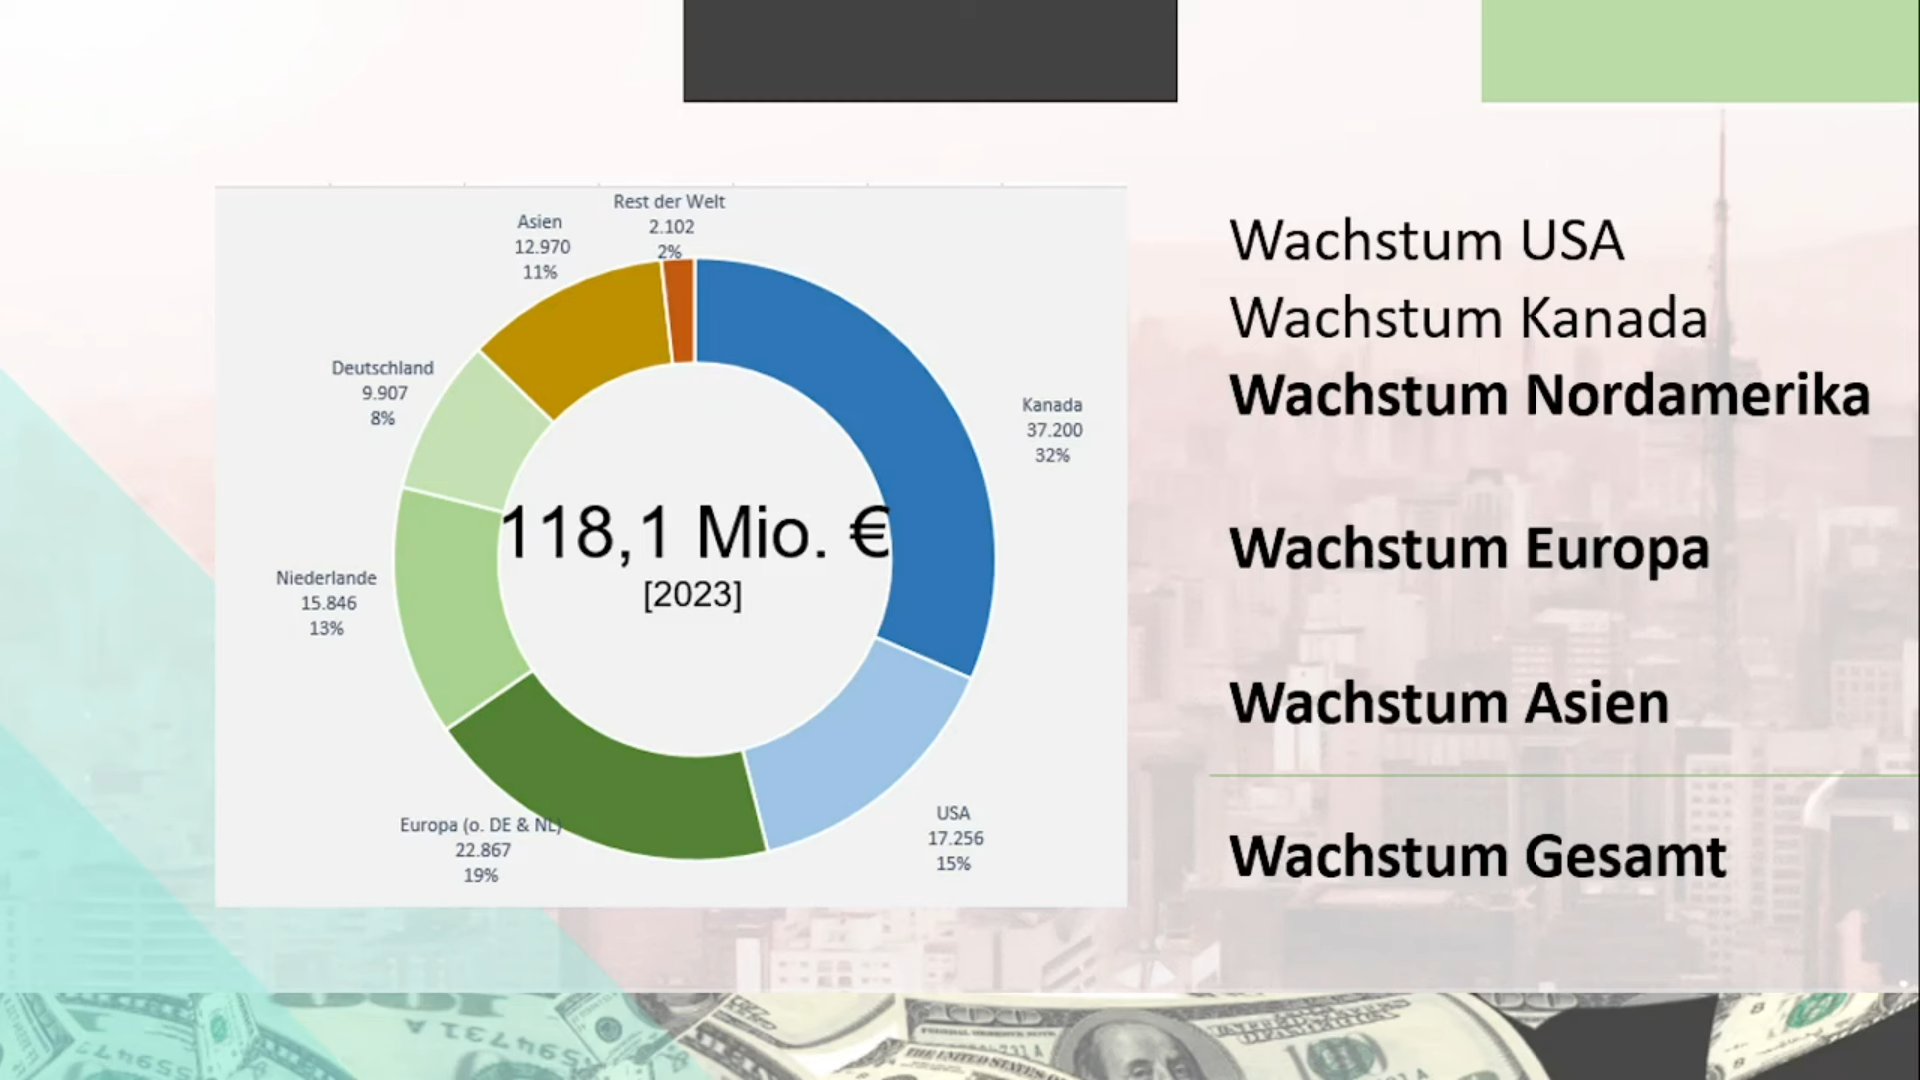 Rest der Welt
2.102
2%
Asien
12.970
11%
Deutschland
9.907
8%
Kanada
37.200
32%
118,1 Mio. €
[2023]
Niederlande
15.846
13%
Europa (o. DE & NL)
22.867
19%
USA
17.256
15%
Wachstum USA
Wachstum Kanada
Wachstum Nordamerika
Wachstum Europa
Wachstum Asien
Wachstum Gesamt